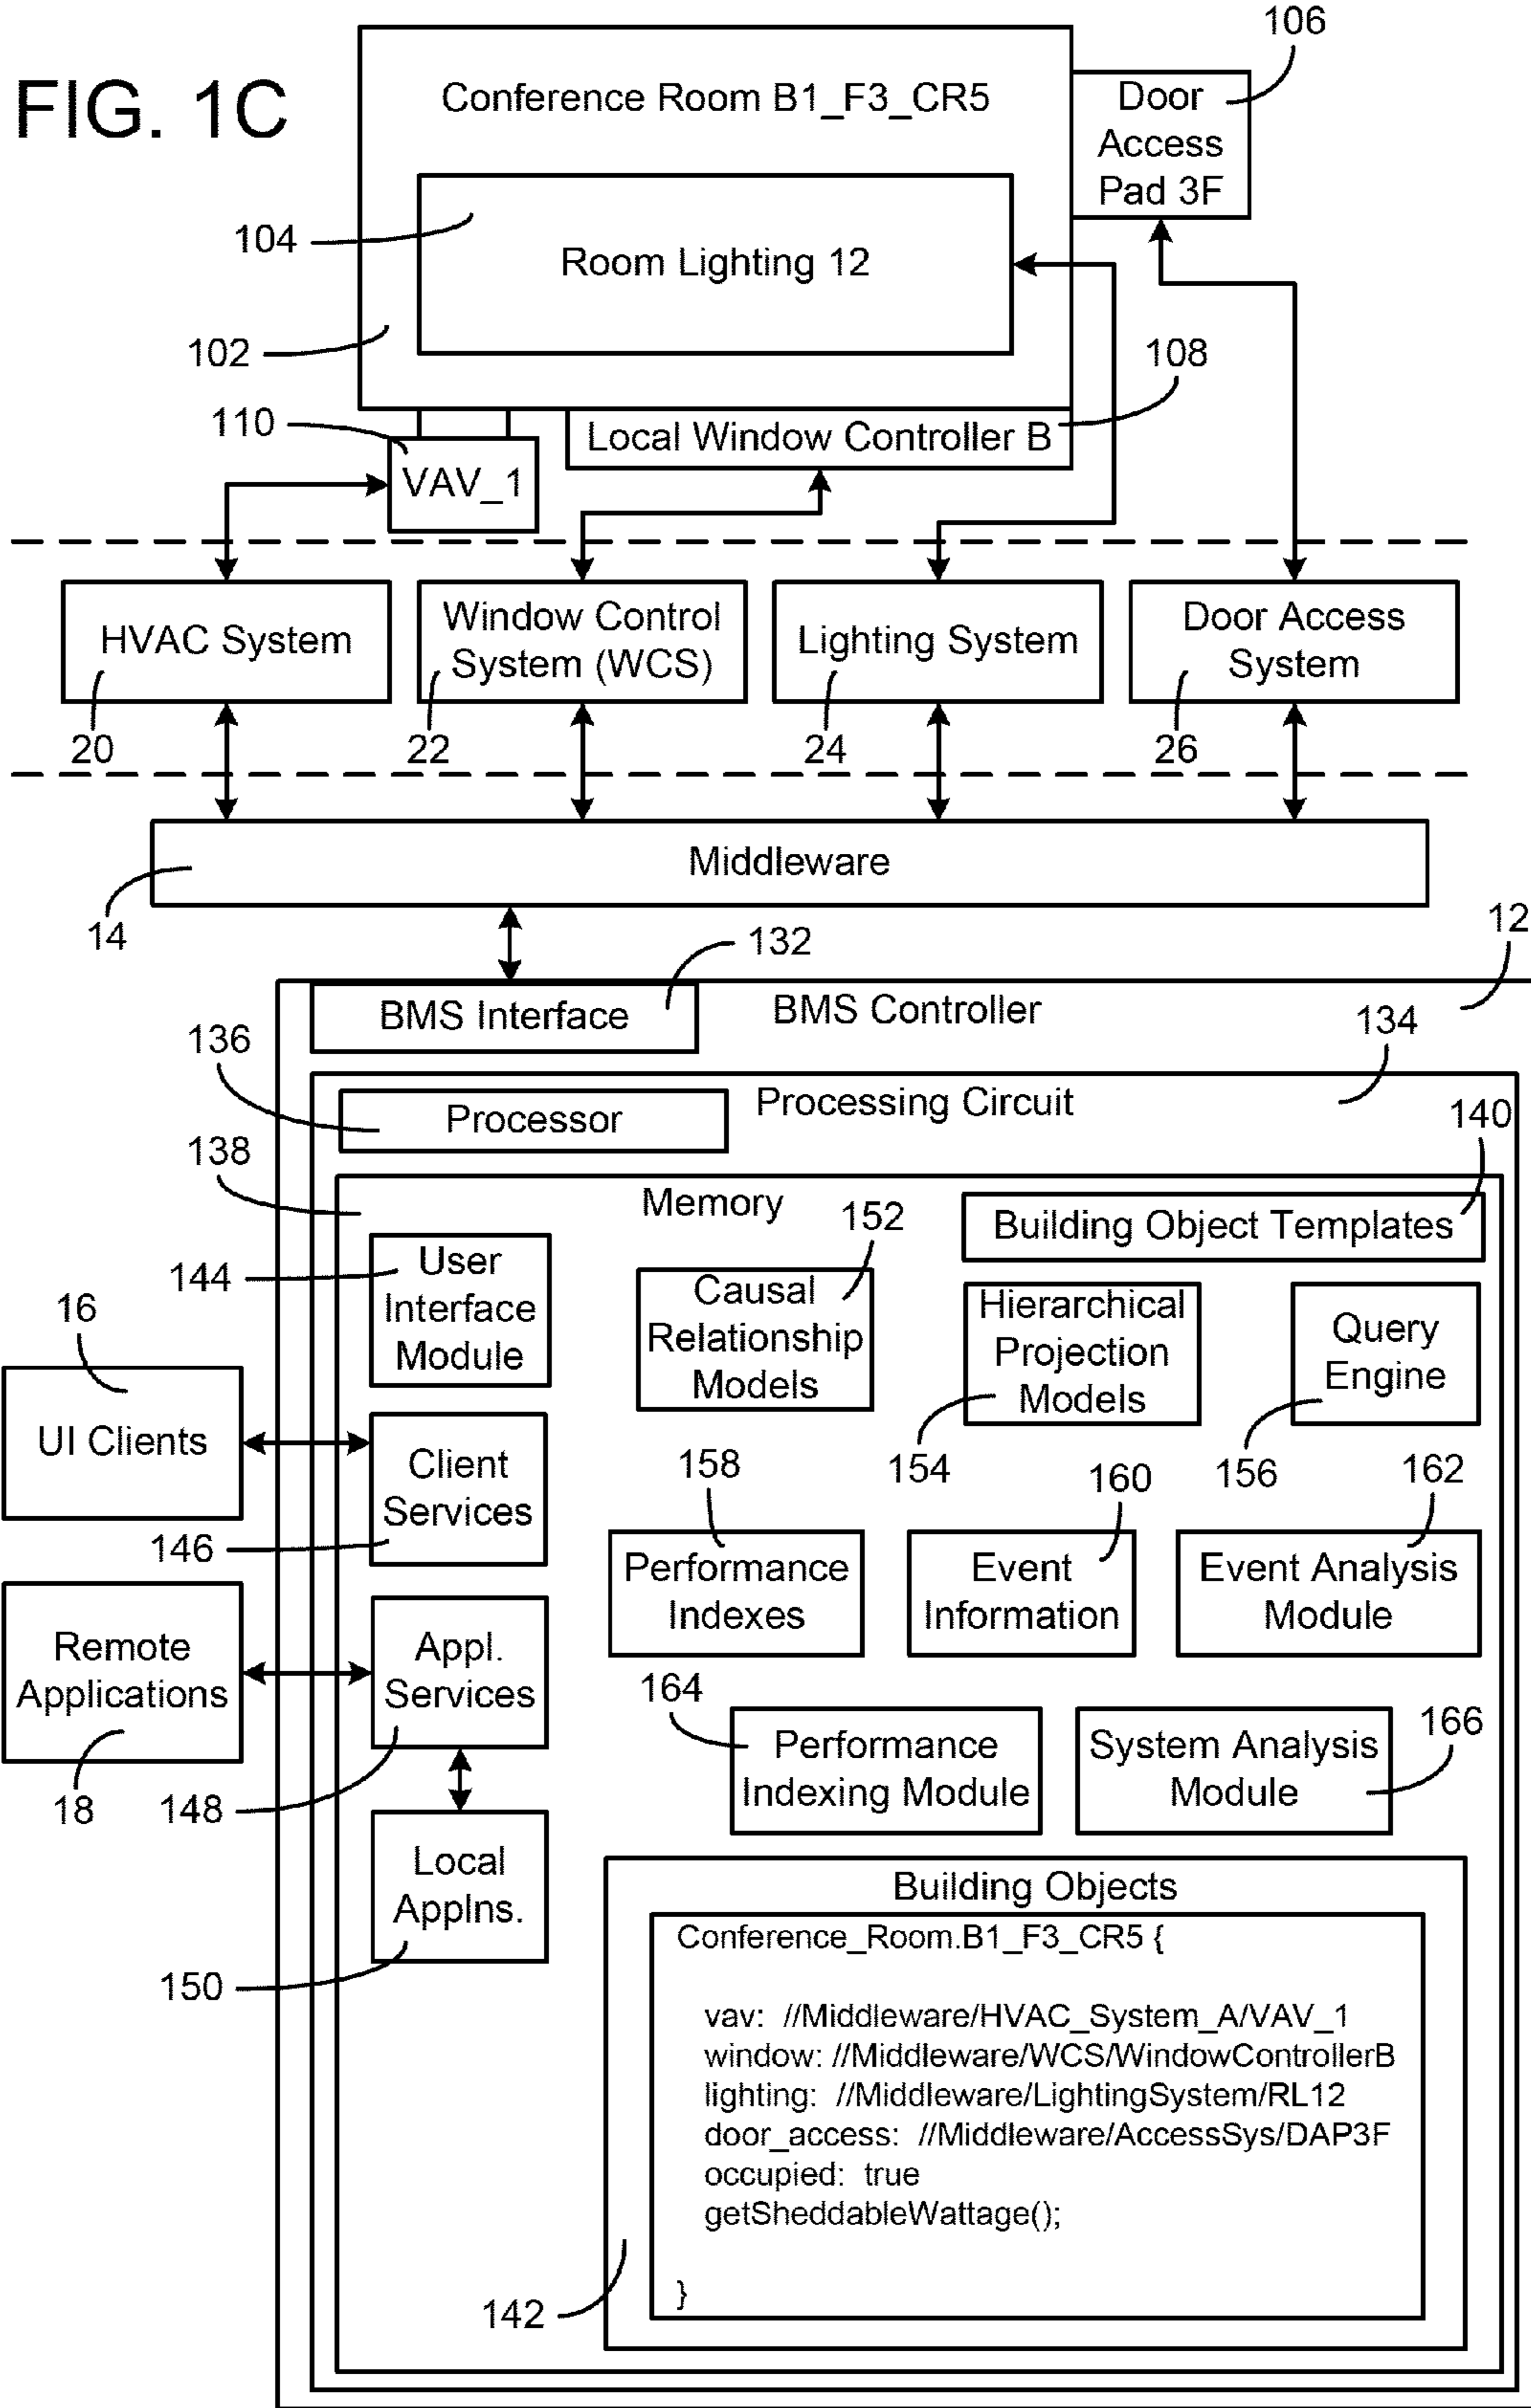 FIG. 1C
106
Conference Room B1_F3_CR5
Door
Access
Pad 3F
104
Room Lighting 12
102
108
110
Local Window Controller B
VAV_1
HVAC System
Window Control
System (WCS)
Lighting System
Door Access
System
20
22
24
26
Middleware
14
12
132
BMS Interface
BMS Controller
134
136
Processor
Processing Circuit
140
138
Memory
152
Building Object Templates
144
User
Interface
Module
Causal
Relationship
Models
Hierarchical
Projection
Models
Query
Engine
16
UI Clients
Client
Services
146
154
156
158
160
162
Performance
Indexes
Event
Information
Event Analysis
Module
Remote
Applications
18
Appl.
Services
148
164
Performance
Indexing Module
System Analysis
Module
166
Local
Applns.
150
Building Objects
Conference_Room.B1_F3_CR5 {
vav: //Middleware/HVAC_System_A/VAV_1
window: //Middleware/WCS/WindowControllerB
lighting: //Middleware/LightingSystem/RL12
door_access: //Middleware/AccessSys/DAP3F
occupied: true
getSheddableWattage();
}
142